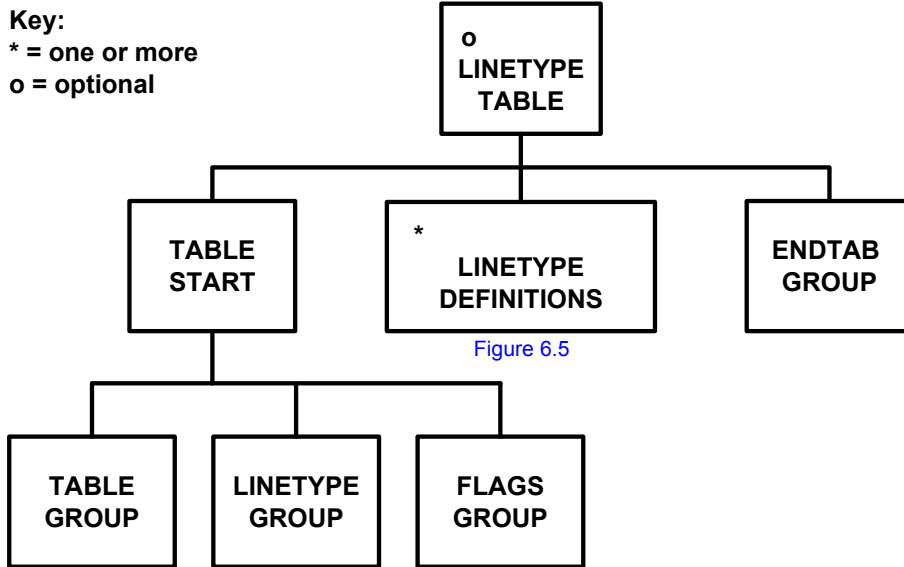 Key:
* = one or more
o = optional
o
LINETYPE
TABLE
TABLE
START
*
LINETYPE
DEFINITIONS
ENDTAB
GROUP
Figure 6.5
TABLE
GROUP
LINETYPE
GROUP
FLAGS
GROUP